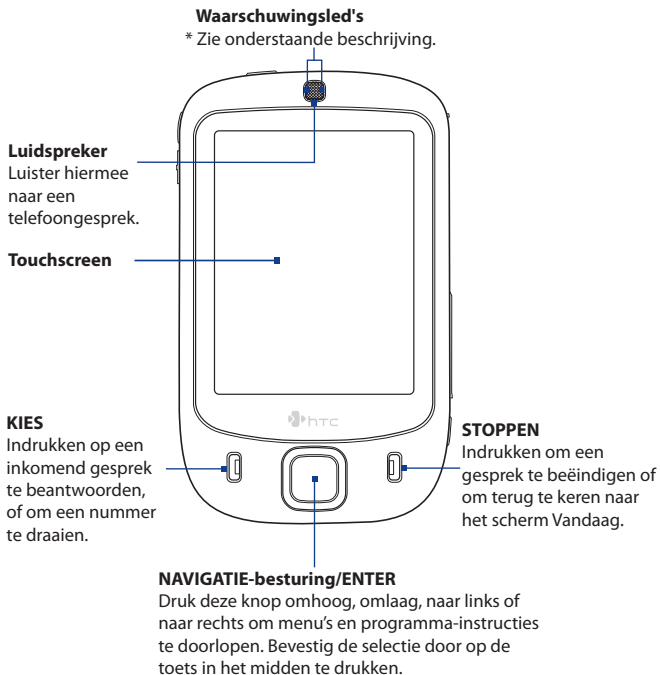 Waarschuwingsled's
* Zie onderstaande beschrijving.
Luidspreker
Luister hiermee
naar een
telefoongesprek.
Touchscreen
hTC
KIES
Indrukken op een
inkomend gesprek
te beantwoorden,
of om een nummer
te draaien.
STOPPEN
Indrukken om een
gesprek te beëindigen of
om terug te keren naar
het scherm Vandaag.
NAVIGATIE-besturing/ENTER
Druk deze knop omhoog, omlaag, naar links of
naar rechts om menu's en programma-instructies
te doorlopen. Bevestig de selectie door op de
toets in het midden te drukken.